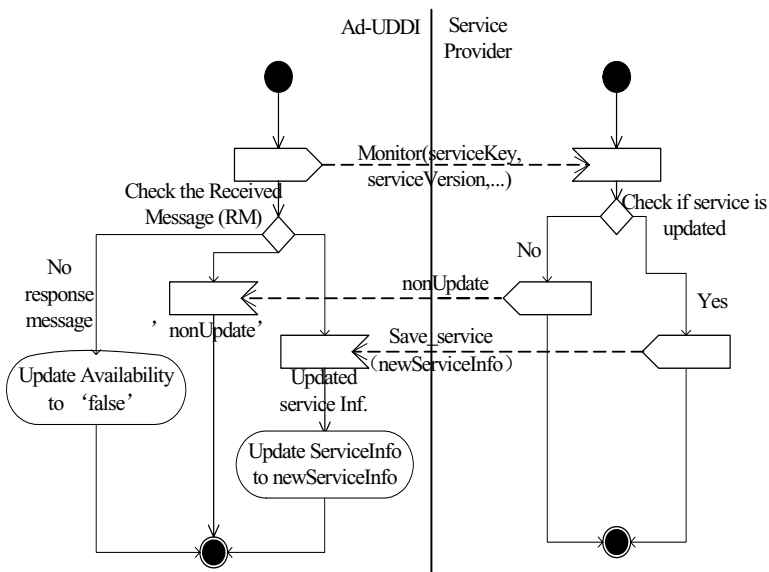 Ad-UDDI
Service
Provider
Monitor(serviceKey,
serviceVersion,...)
Check the Received
Message (RM)
Check if service is
updated
No
response
message
No
Yes
nonUpdate
’nonUpdate’
Save_service
(newServiceInfo)
Update Availability
to ‘false’
Updated
service Inf.
Update ServiceInfo
to newServiceInfo